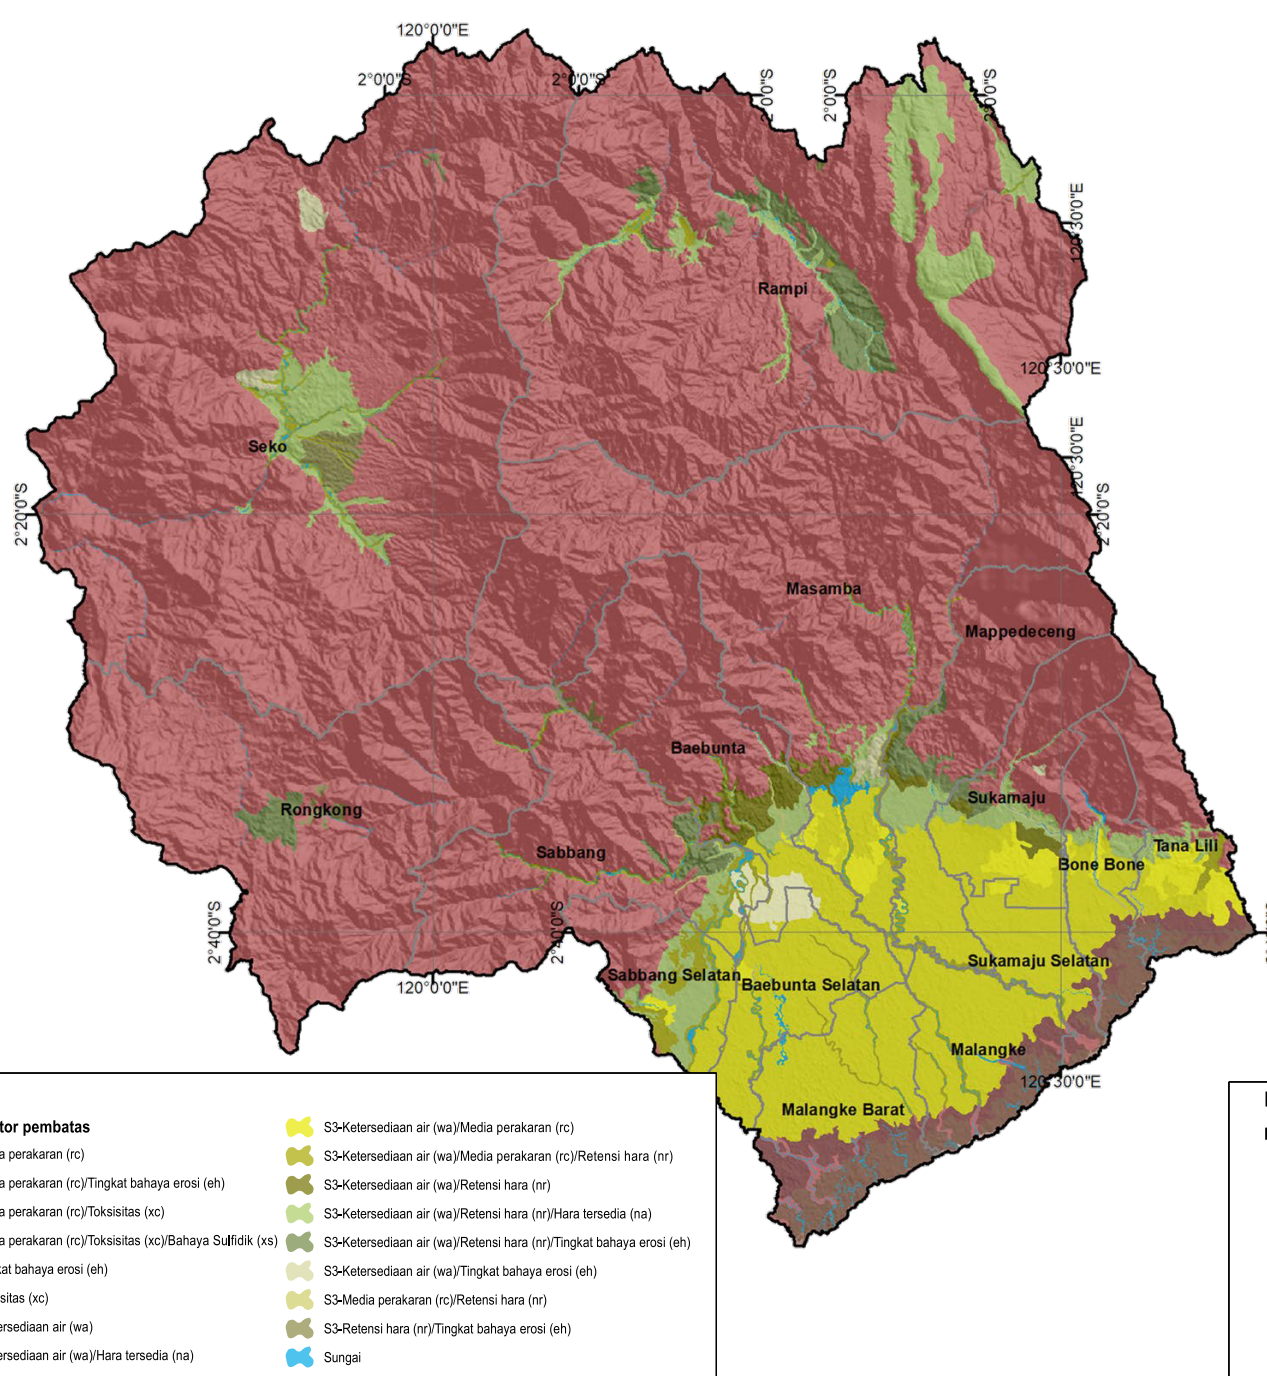 120°0'0"E
2°0'0"S
2°0'0"S
2°0'0"S
2°0'0"S
2°0'0"S
120°30'0"E
Rampi
120°30'0"E
Seko
120°30'0"E
2°20'0"S
2°20'0"S
Masamba
Mappedeceng
Baebunta
Sukamaju
Rongkong
Tana Lili
Sabbang
Bone Bone
2°40'0"S
2°40'0"S
Sukamaju Selatan
Sabbang Selatan
Baebunta Selatan
120°0'0"E
Malangke
120°30'0"E
Malangke Barat
tor pembatas
a perakaran (rc)
a perakaran (rc)/Tingkat bahaya erosi (eh)
a perakaran (rc)/Toksisitas (xc)
a perakaran (rc)/Toksisitas (xc)/Bahaya Sulfidik (xs)
kat bahaya erosi (eh)
sitas (xc)
ersediaan air (wa)
ersediaan air (wa)/Hara tersedia (na)
S3-Ketersediaan air (wa)/Media perakaran (rc)
S3-Ketersediaan air (wa)/Media perakaran (rc)/Retensi hara (nr)
S3-Ketersediaan air (wa)/Retensi hara (nr)
S3-Ketersediaan air (wa)/Retensi hara (nr)/Hara tersedia (na)
S3-Ketersediaan air (wa)/Retensi hara (nr)/Tingkat bahaya erosi (eh)
S3-Ketersediaan air (wa)/Tingkat bahaya erosi (eh)
S3-Media perakaran (rc)/Retensi hara (nr)
S3-Retensi hara (nr)/Tingkat bahaya erosi (eh)
Sungai